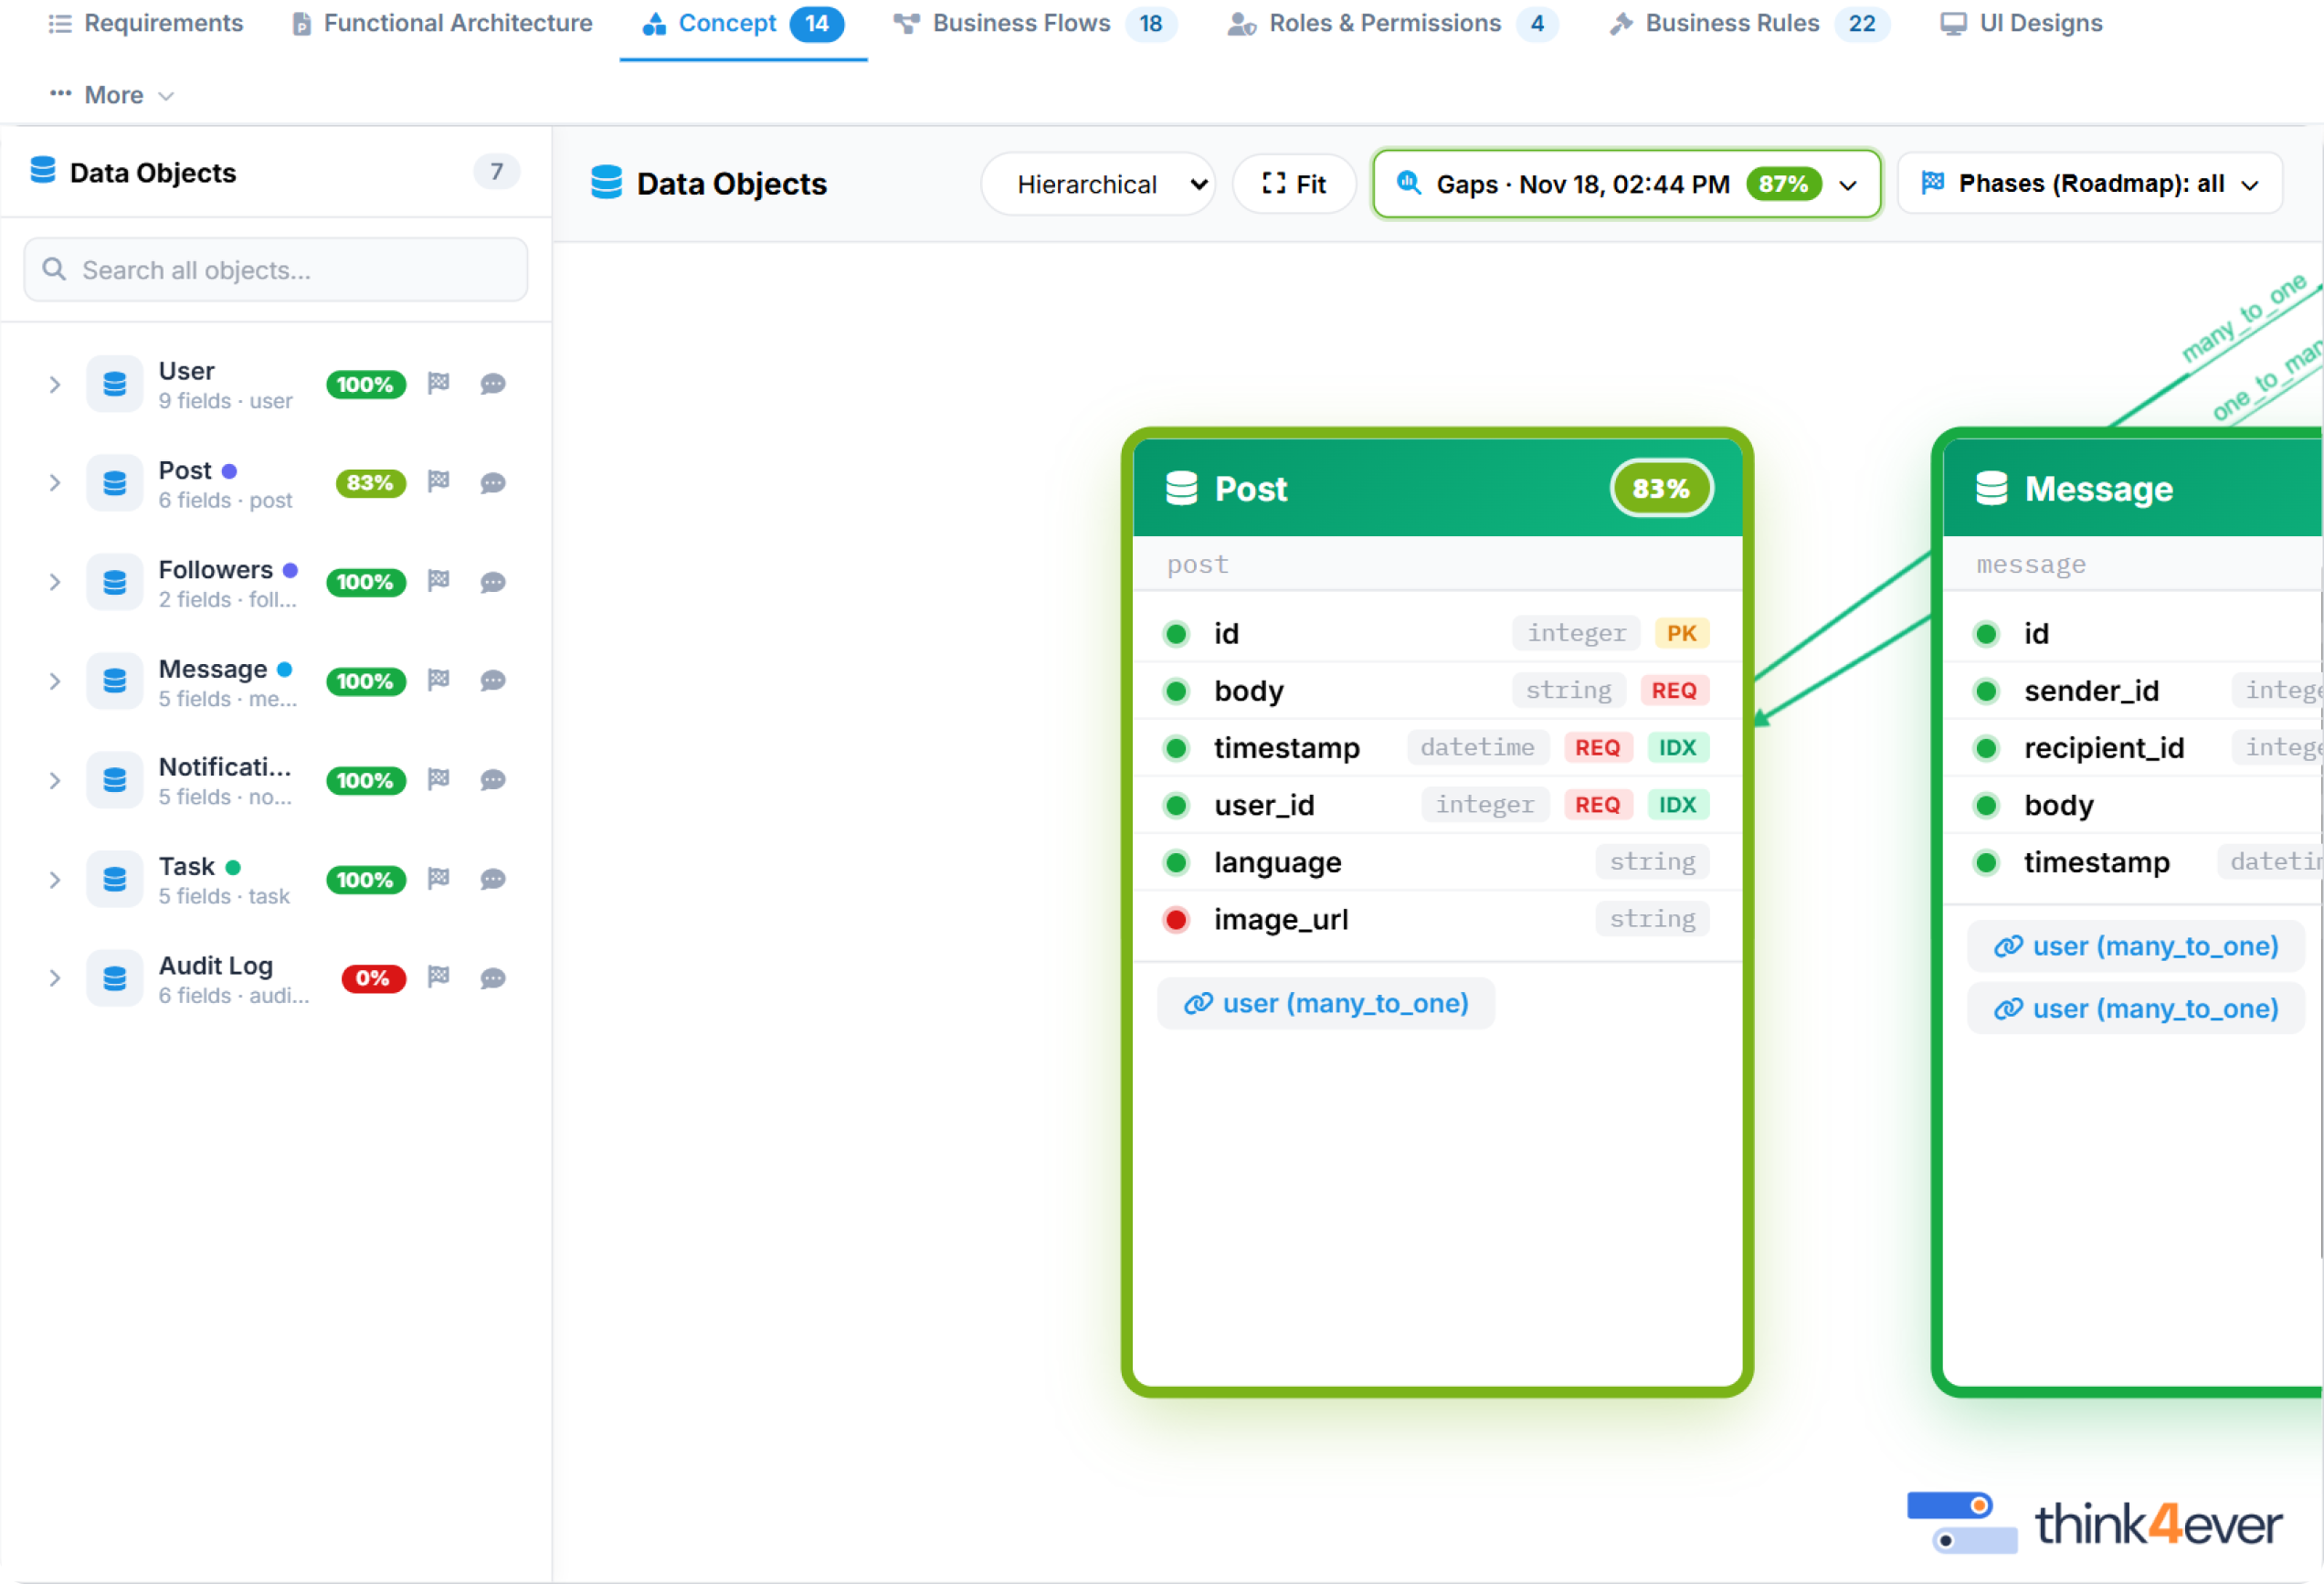 Requirements
Functional Architecture
Concept 14
Business Flows 18
Roles & Permissions 4
Business Rules 22
UI Designs
More
Data Objects 7
Search all objects...
User 100%
9 fields · user
Post 83%
6 fields · post
Followers 100%
2 fields · foll...
Message 100%
5 fields · me...
Notificati... 100%
5 fields · no...
Task 100%
5 fields · task
Audit Log 0%
6 fields · audi...
Data Objects
Hierarchical
Fit
Gaps · Nov 18, 02:44 PM 87%
Phases (Roadmap): all
many_to_one
one_to_man
Post 83%
post
id integer PK
body string REQ
timestamp datetime REQ IDX
user_id integer REQ IDX
language string
image_url string
user (many_to_one)
Message
message
id
sender_id intege
recipient_id intege
body
timestamp datetim
user (many_to_one)
user (many_to_one)
think4ever